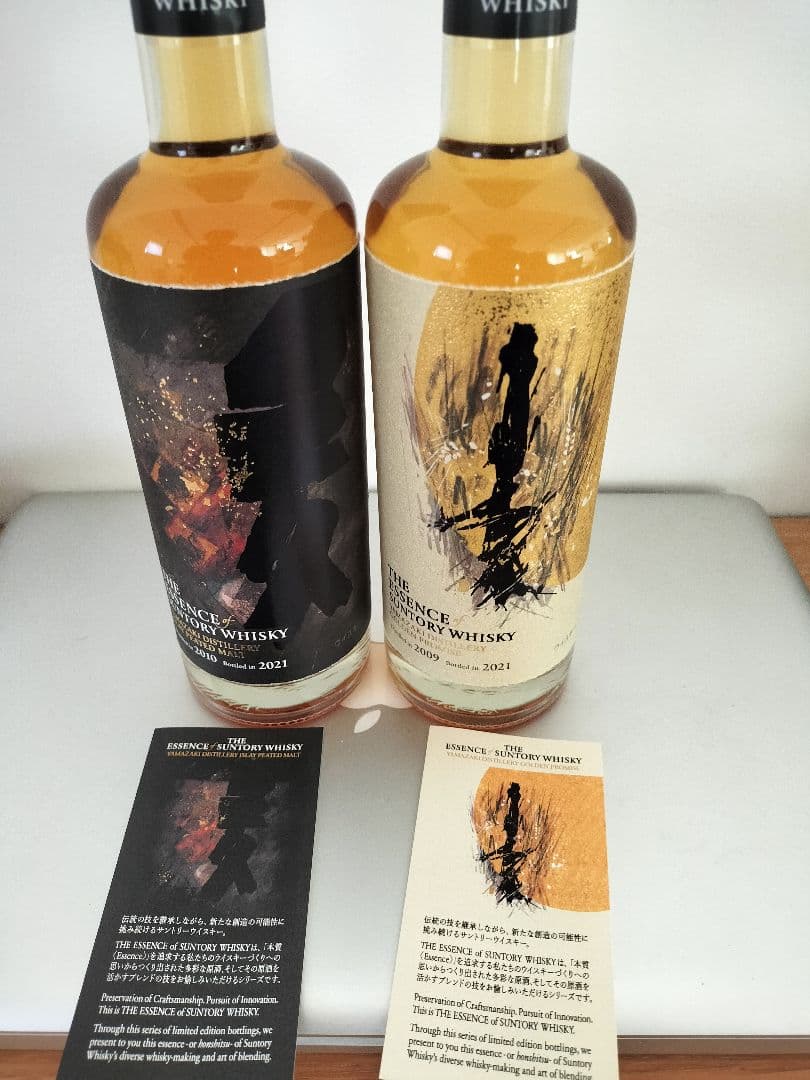 WHISKY
WHISKY
THE
ESSENCE of
SUNTORY WHISKY
YAMAZAKI DISTILLERY
PEATED MALT
2010 Bottled in 2021
THE
ESSENCE of
SUNTORY WHISKY
YAMAZAKI DISTILLERY
GOLDEN PROMISE
2009 Bottled in 2021
THE
ESSENCE of SUNTORY WHISKY
YAMAZAKI DISTILLERY ISLAY PEATED MALT
伝統の技を継承しながら、新たな創造の可能性に
挑み続けるサントリーウイスキー。
THE ESSENCE of SUNTORY WHISKYは、「本質
（Essence）」を追求する私たちのウイスキーづくりへの
思いからつくり出された多彩な原酒、そしてその原酒を
活かすブレンドの技をお愉しみいただけるシリーズです。
Preservation of Craftsmanship. Pursuit of Innovation.
This is THE ESSENCE of SUNTORY WHISKY.
Through this series of limited edition bottlings, we
present to you this essence -or honshitsu- of Suntory
Whisky's diverse whisky-making and art of blending.
THE
ESSENCE of SUNTORY WHISKY
YAMAZAKI DISTILLERY GOLDEN PROMISE
伝統の技を継承しながら、新たな創造の可能性に
挑み続けるサントリーウイスキー。
THE ESSENCE of SUNTORY WHISKYは、「本質
（Essence）」を追求する私たちのウイスキーづくりへの
思いからつくり出された多彩な原酒、そしてその原酒を
活かすブレンドの技をお愉しみいただけるシリーズです。
Preservation of Craftsmanship. Pursuit of Innovation.
This is THE ESSENCE of SUNTORY WHISKY.
Through this series of limited edition bottlings, we
present to you this essence -or honshitsu- of Suntory
Whisky's diverse whisky-making and art of blending.